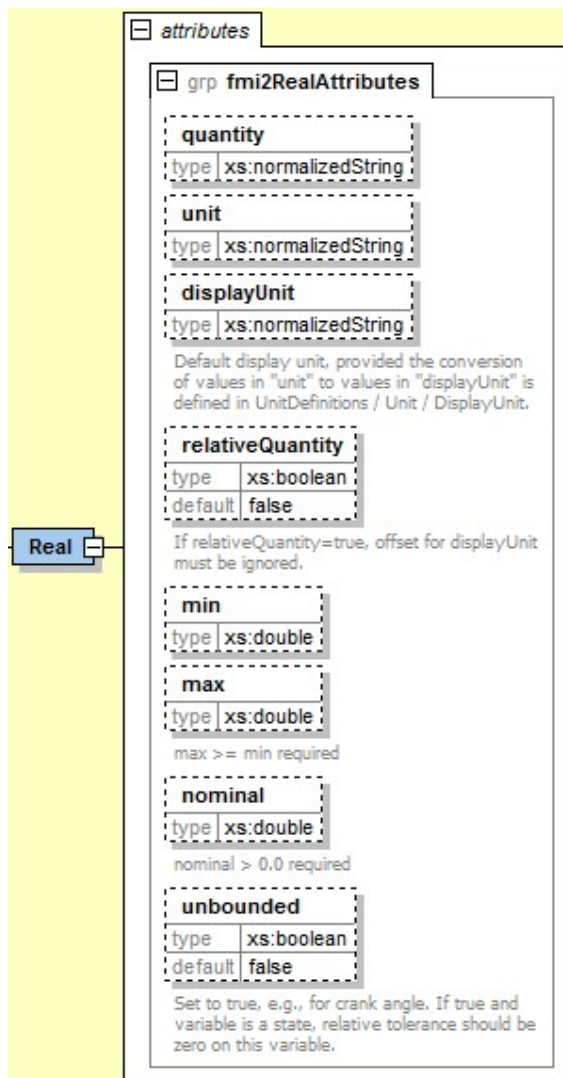 attributes
grp fmi2RealAttributes
quantity
type xs:normalizedString
unit
type xs:normalizedString
displayUnit
type xs:normalizedString
Default display unit, provided the conversion
of values in "unit" to values in "displayUnit" is
defined in UnitDefinitions / Unit / DisplayUnit.
relativeQuantity
type xs:boolean
default false
Real
If relativeQuantity=true, offset for displayUnit
must be ignored.
min
type xs:double
max
type xs:double
max >= min required
nominal
type xs:double
nominal > 0.0 required
unbounded
type xs:boolean
default false
Set to true, e.g., for crank angle. If true and
variable is a state, relative tolerance should be
zero on this variable.